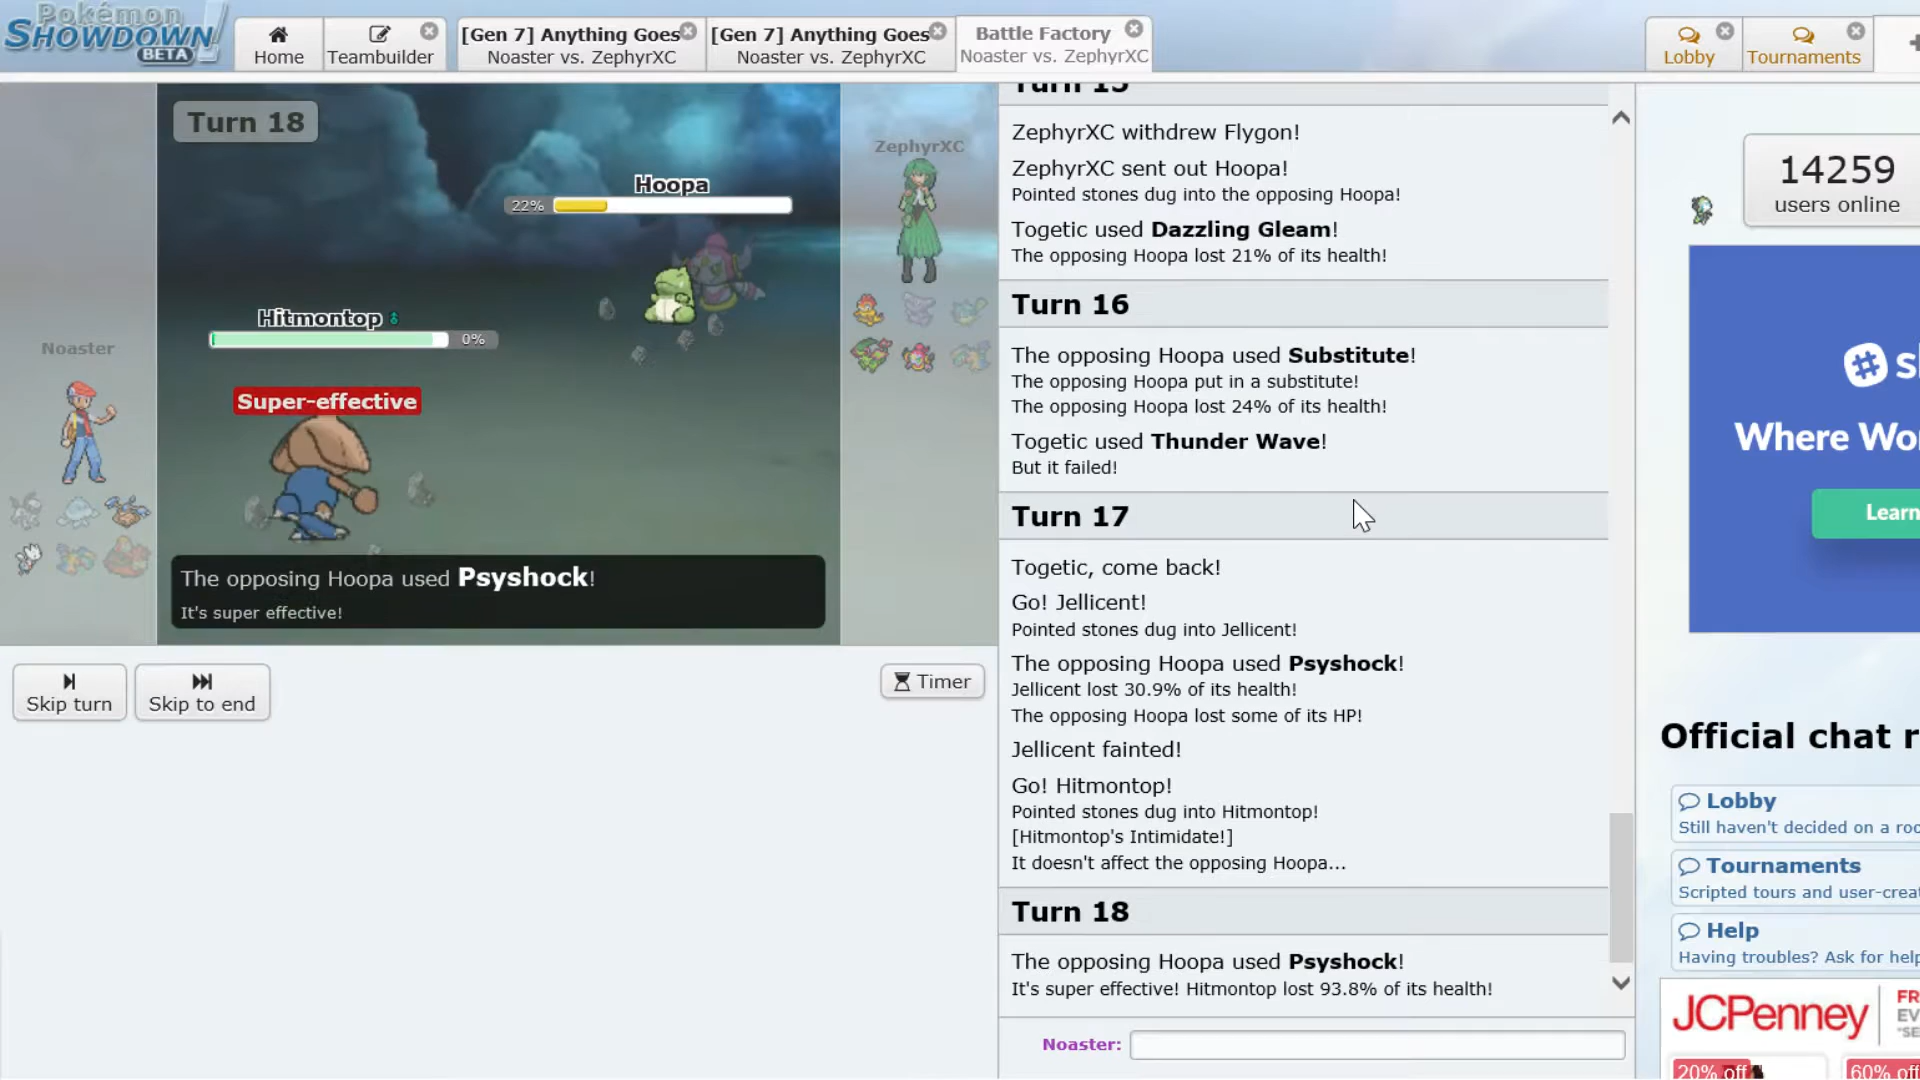 Pokémon
SHOWDOWN
BETA
Home
Teambuilder
[Gen 7] Anything Goes
Noaster vs. ZephyrXC
[Gen 7] Anything Goes
Noaster vs. ZephyrXC
Battle Factory
Noaster vs. ZephyrXC
Lobby
Tournaments
Turn 18
ZephyrXC
Hoopa
22%
Hitmontop
0%
Noaster
Super-effective
The opposing Hoopa used Psyshock!
It's super effective!
Skip turn
Skip to end
Timer
Turn 15
ZephyrXC withdrew Flygon!
ZephyrXC sent out Hoopa!
Pointed stones dug into the opposing Hoopa!
Togetic used Dazzling Gleam!
The opposing Hoopa lost 21% of its health!
Turn 16
The opposing Hoopa used Substitute!
The opposing Hoopa put in a substitute!
The opposing Hoopa lost 24% of its health!
Togetic used Thunder Wave!
But it failed!
Turn 17
Togetic, come back!
Go! Jellicent!
Pointed stones dug into Jellicent!
The opposing Hoopa used Psyshock!
Jellicent lost 30.9% of its health!
The opposing Hoopa lost some of its HP!
Jellicent fainted!
Go! Hitmontop!
Pointed stones dug into Hitmontop!
[Hitmontop's Intimidate!]
It doesn't affect the opposing Hoopa...
Turn 18
The opposing Hoopa used Psyshock!
It's super effective! Hitmontop lost 93.8% of its health!
Noaster:
14259
users online
Where
Learn
Official chat
Lobby
Still haven't decided on a
Tournaments
Scripted tours and
Help
Having troubles? Ask for
JCPenney
20% off
60% off